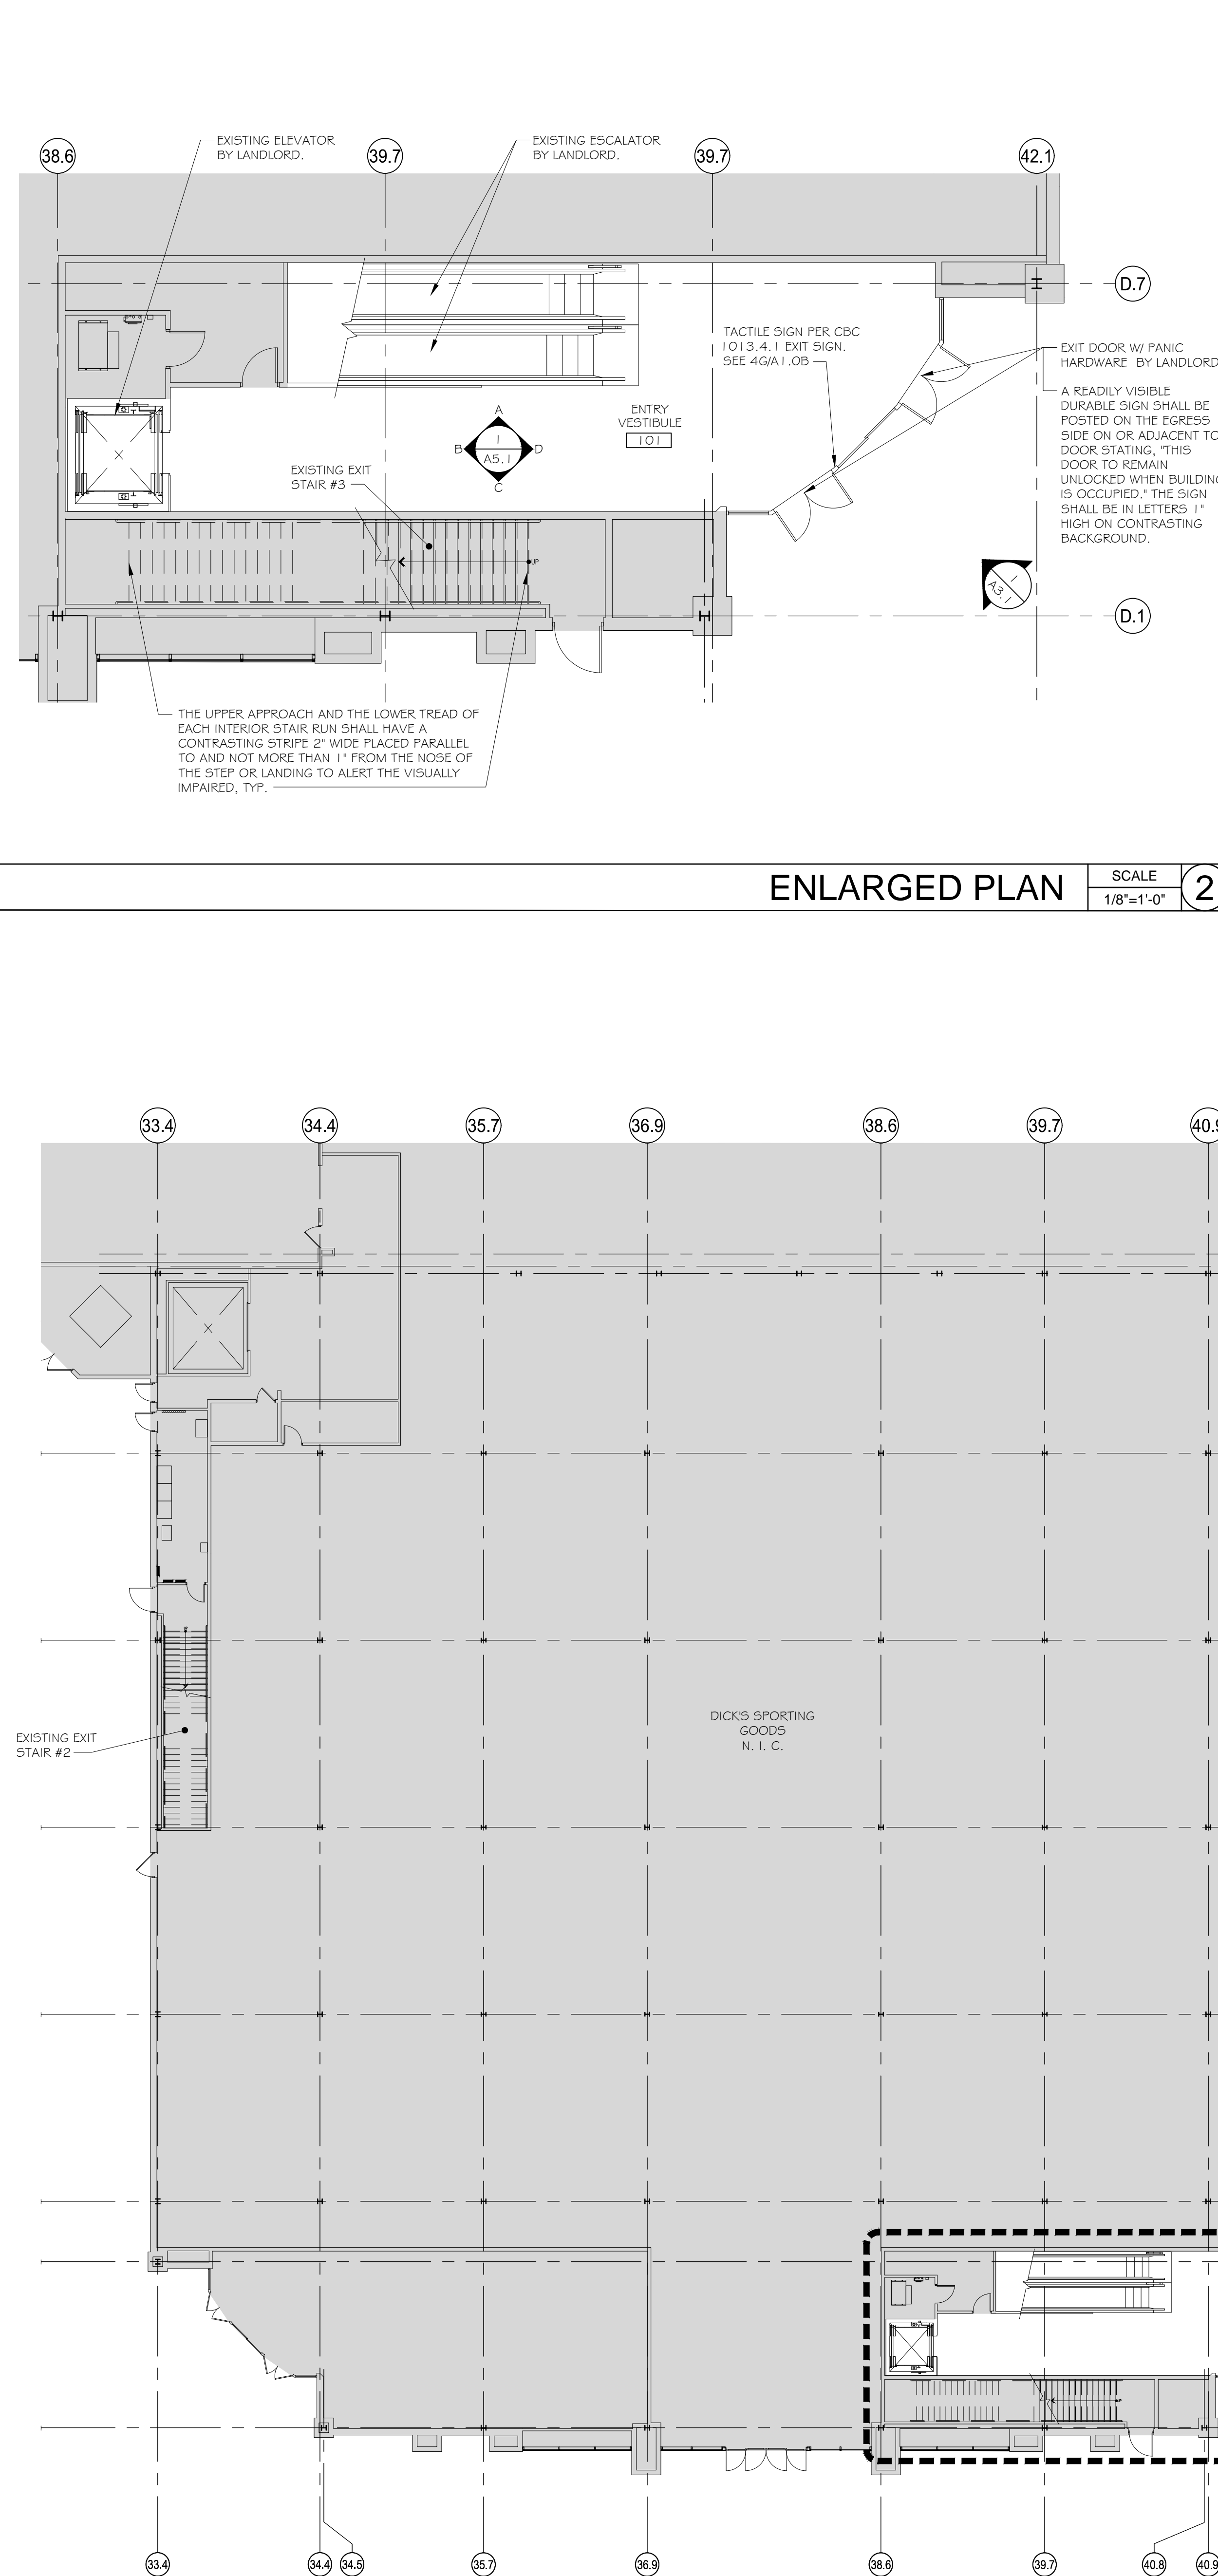 EXISTING ELEVATOR
BY LANDLORD.
EXISTING ESCALATOR
BY LANDLORD.
38.6
39.7
39.7
42.1
D.7
TACTILE SIGN PER CBC
1013.4.1 EXIT SIGN.
SEE 4G/A1.0B
EXIT DOOR W/ PANIC
HARDWARE BY LANDLORD
A READILY VISIBLE
DURABLE SIGN SHALL BE
POSTED ON THE EGRESS
SIDE ON OR ADJACENT TO
DOOR STATING, "THIS
DOOR TO REMAIN
UNLOCKED WHEN BUILDING
IS OCCUPIED." THE SIGN
SHALL BE IN LETTERS 1"
HIGH ON CONTRASTING
BACKGROUND.
ENTRY
VESTIBULE
101
A
B
1
A5.1
D
C
X
EXISTING EXIT
STAIR #3
UP
1
A3.1
D.1
THE UPPER APPROACH AND THE LOWER TREAD OF
EACH INTERIOR STAIR RUN SHALL HAVE A
CONTRASTING STRIPE 2" WIDE PLACED PARALLEL
TO AND NOT MORE THAN 1" FROM THE NOSE OF
THE STEP OR LANDING TO ALERT THE VISUALLY
IMPAIRED, TYP.
ENLARGED PLAN
SCALE
1/8"=1'-0"
2
33.4
34.4
35.7
36.9
38.6
39.7
40.9
X
DICK'S SPORTING
GOODS
N. I. C.
EXISTING EXIT
STAIR #2
33.4
34.4
34.5
35.7
36.9
38.6
39.7
40.8
40.9